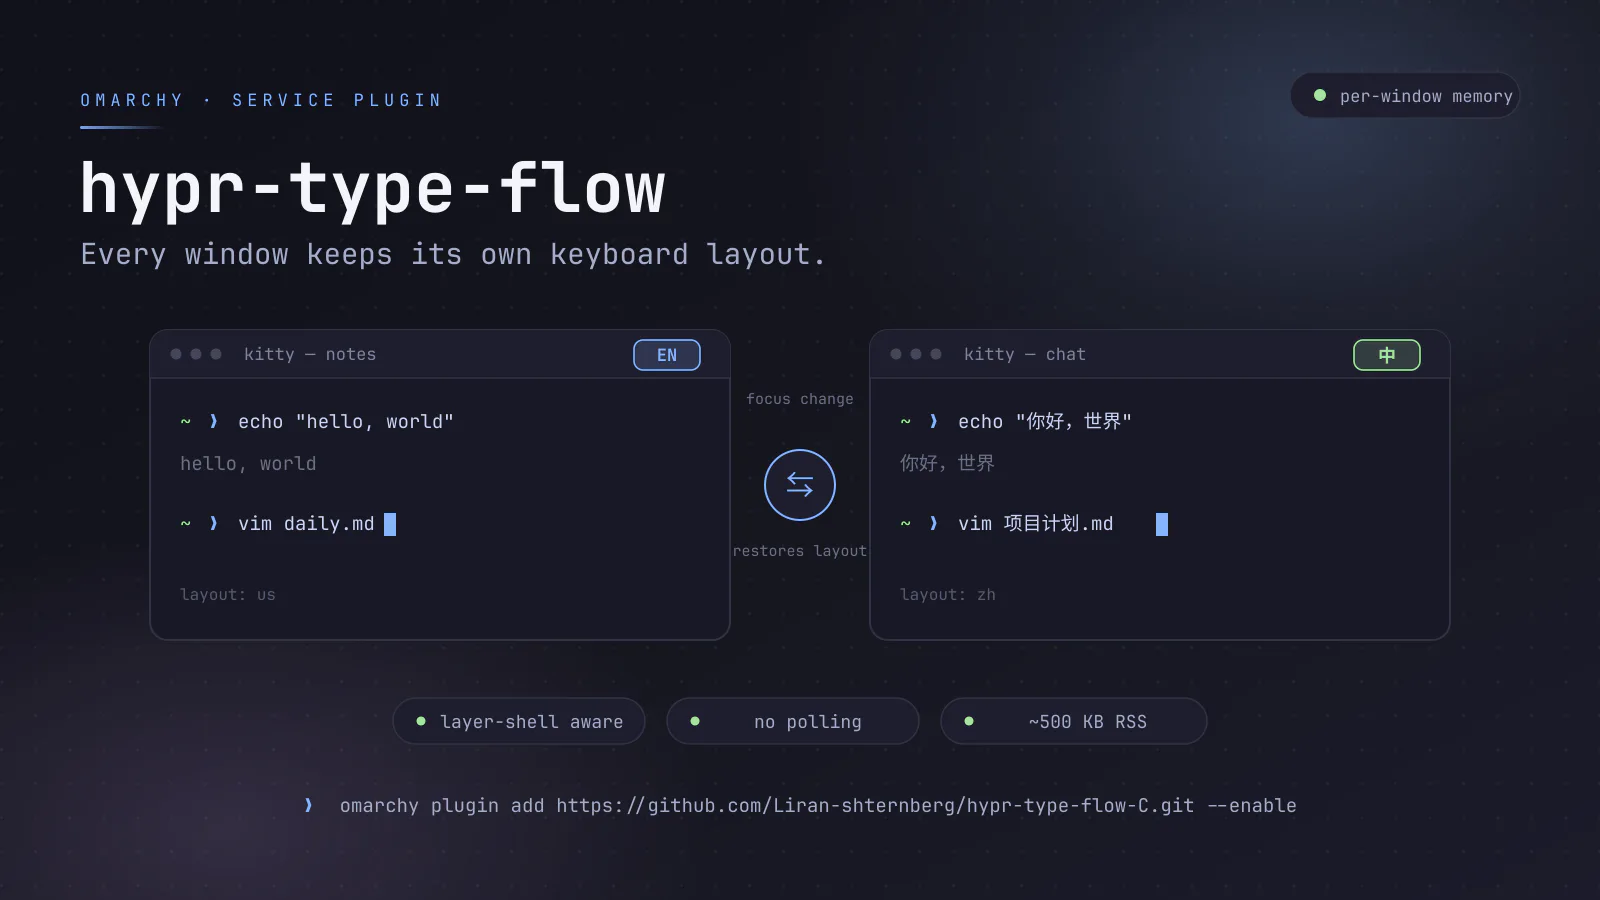 OMARCHY · SERVICE PLUGIN
per-window memory
hypr-type-flow
Every window keeps its own keyboard layout.
kitty — notes
EN
~ ❯ echo "hello, world"
hello, world
~ ❯ vim daily.md
layout: us
focus change
⇆
restores layout
kitty — chat
中
~ ❯ echo "你好，世界"
你好，世界
~ ❯ vim 项目计划.md
layout: zh
layer-shell aware
no polling
~500 KB RSS
❯ omarchy plugin add https://github.com/Liran-shternberg/hypr-type-flow-C.git --enable